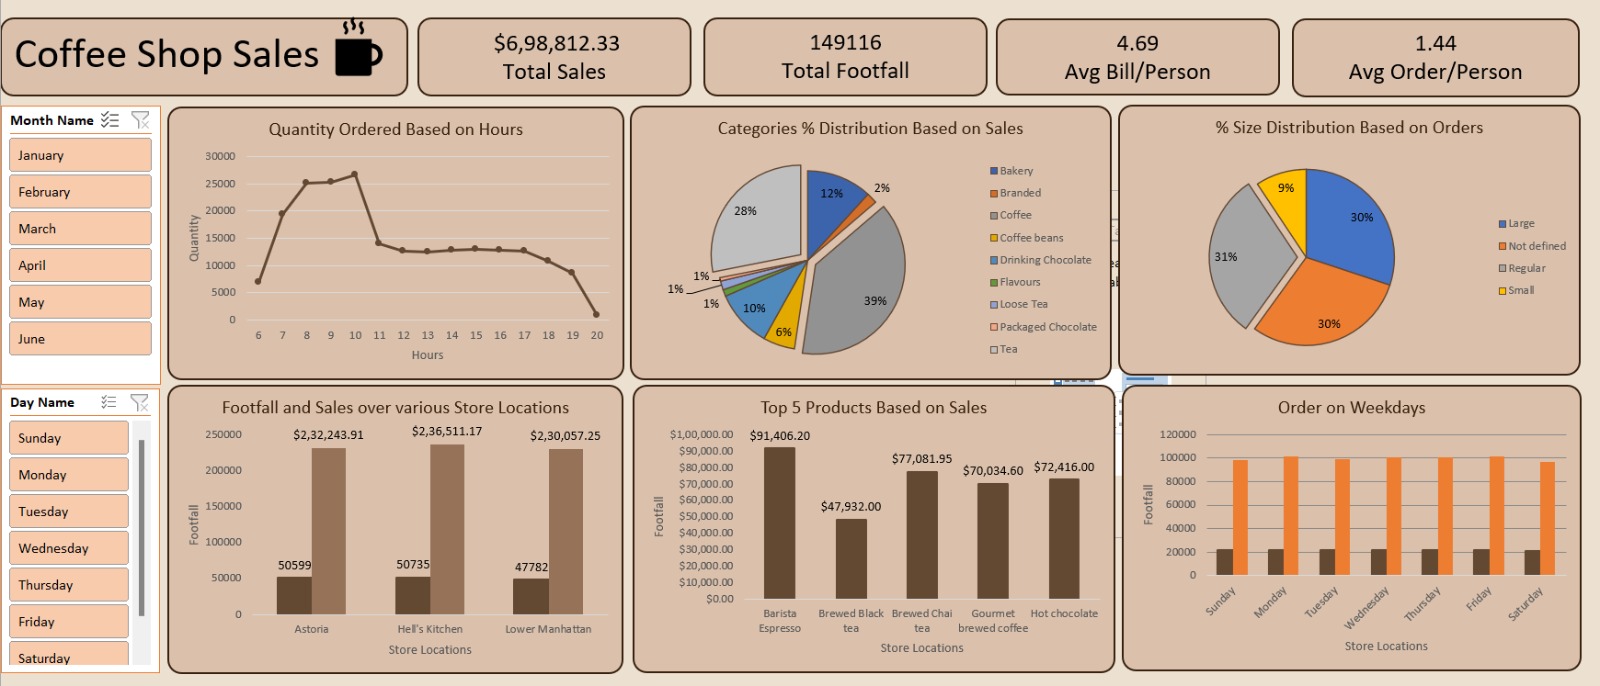 Coffee Shop Sales
$6,98,812.33
Total Sales
149116
Total Footfall
4.69
Avg Bill/Person
1.44
Avg Order/Person
Month Name
January
February
March
April
May
June
Day Name
Sunday
Monday
Tuesday
Wednesday
Thursday
Friday
Saturday
Quantity Ordered Based on Hours
30000
25000
20000
15000
10000
5000
0
Quantity
6 7 8 9 10 11 12 13 14 15 16 17 18 19 20
Hours
Categories % Distribution Based on Sales
12%
2%
39%
6%
10%
1%
1%
1%
28%
Bakery
Branded
Coffee
Coffee beans
Drinking Chocolate
Flavours
Loose Tea
Packaged Chocolate
Tea
% Size Distribution Based on Orders
30%
30%
31%
9%
Large
Not defined
Regular
Small
Footfall and Sales over various Store Locations
250000
200000
150000
100000
50000
0
Footfall
$2,32,243.91
$2,36,511.17
$2,30,057.25
50599
50735
47782
Astoria
Hell's Kitchen
Lower Manhattan
Store Locations
Top 5 Products Based on Sales
$1,00,000.00
$90,000.00
$80,000.00
$70,000.00
$60,000.00
$50,000.00
$40,000.00
$30,000.00
$20,000.00
$10,000.00
$0.00
Footfall
$91,406.20
$47,932.00
$77,081.95
$70,034.60
$72,416.00
Barista
Espresso
Brewed Black
tea
Brewed Chai
tea
Gourmet
brewed coffee
Hot chocolate
Store Locations
Order on Weekdays
120000
100000
80000
60000
40000
20000
0
Footfall
Sunday
Monday
Tuesday
Wednesday
Thursday
Friday
Saturday
Store Locations